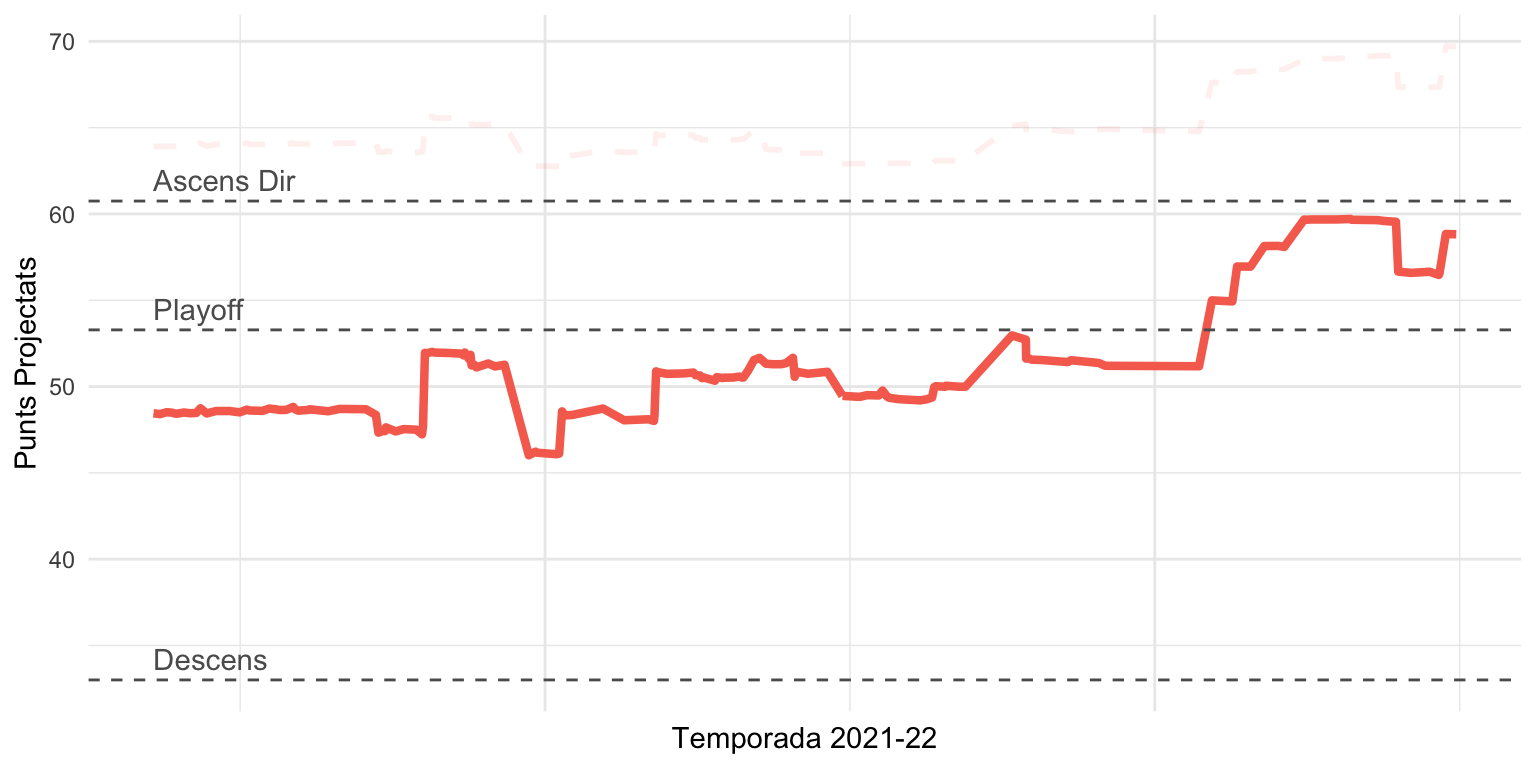 70
Ascens Dir
60
Playoff
50
40
Descens
Punts Projectats
Temporada 2021-22